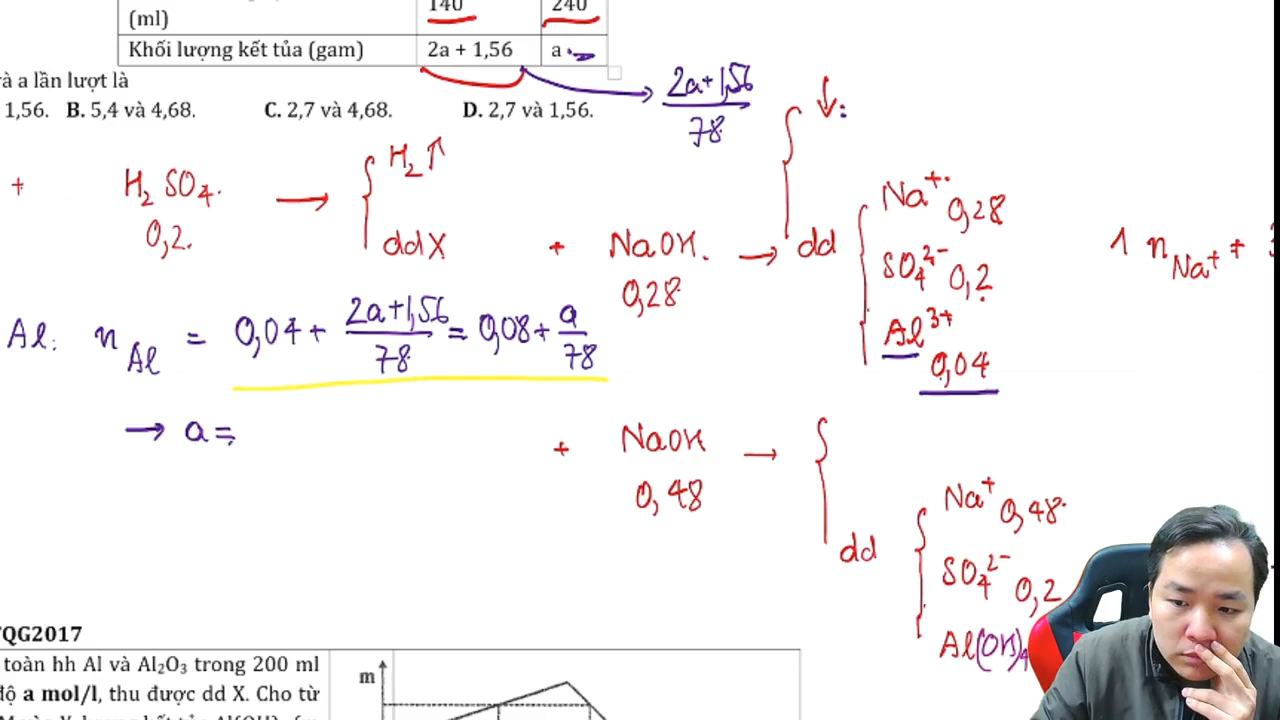 140 240
(ml)
Khối lượng kết tủa (gam) 2a + 1,56 a
và a lần lượt là
1,56. B. 5,4 và 4,68. C. 2,7 và 4,68. D. 2,7 và 1,56.
2a+1,56
78
↓:
+ H₂SO₄ → H₂↑
0,2.
ddX + NaOH. → dd
0,28
Na⁺ 0,28
SO₄²⁻ 0,2
Al³⁺
0,04
1 n Na⁺ +
Al: n Al = 0,04 + 2a+1,56/78 = 0,08 + a/78
→ a =
+ NaOH →
0,48
dd
Na⁺ 0,48
SO₄²⁻ 0,2
Al(OH)₄
QG2017
toàn hh Al và Al₂O₃ trong 200 ml
độ a mol/l, thu được dd X. Cho từ
m